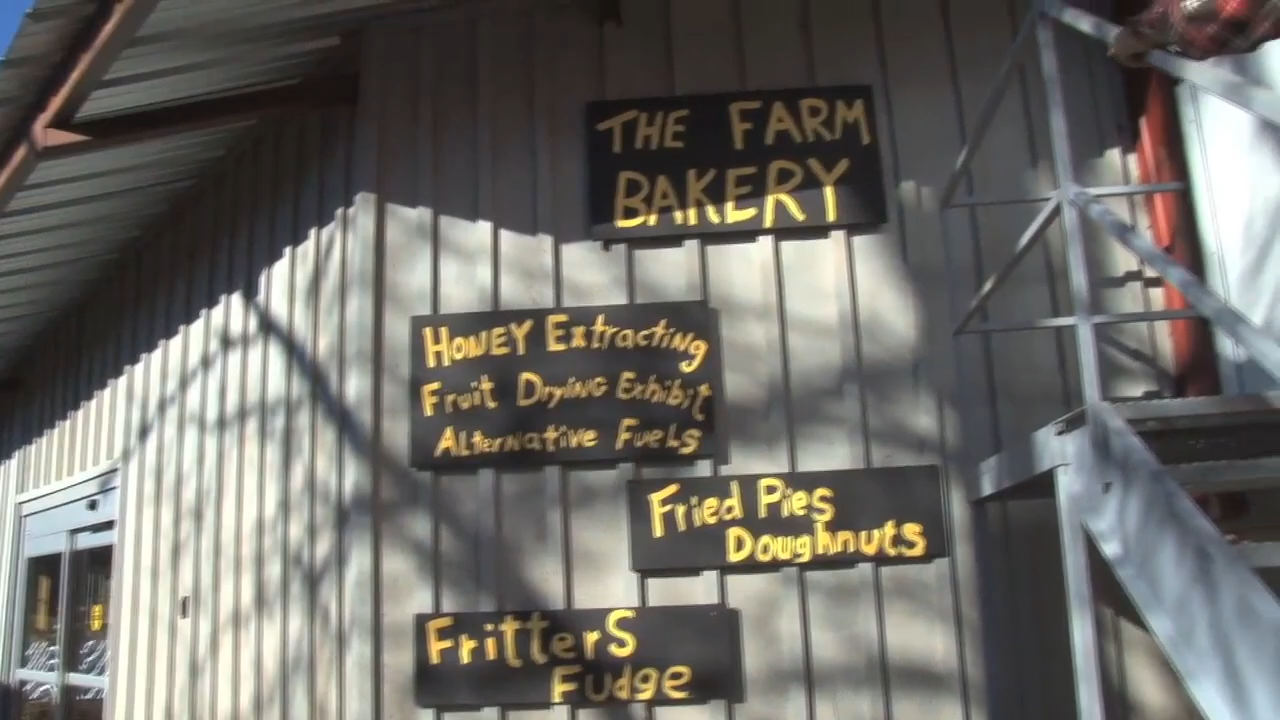 THE FARM
BAKERY
HONEY Extracting
Fruit Drying Exhibit
Alternative Fuels
Fried Pies
Doughnuts
FritterS
Fudge